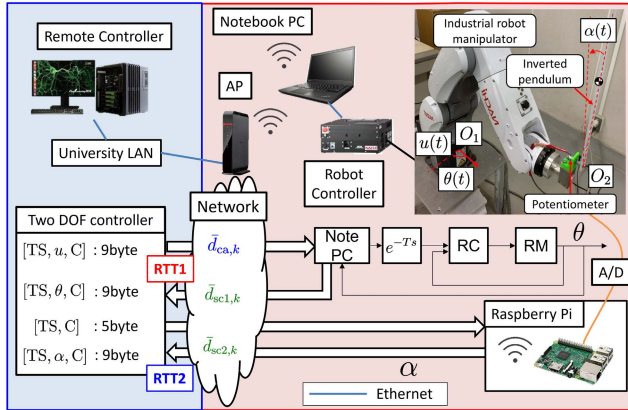 Remote Controller
University LAN
Notebook PC
AP
Robot
Controller
Industrial robot
manipulator
α(t)
Inverted
pendulum
NACHI
u(t)
O₁
θ(t)
O₂
Potentiometer
Two DOF controller
[TS, u, C] : 9byte
RTT1
[TS, θ, C] : 9byte
[TS, C] : 5byte
[TS, α, C] : 9byte
RTT2
Network
d̄ca,k
d̄sc1,k
d̄sc2,k
Note
PC
e⁻ᵀˢ
RC
RM
θ
A/D
Raspberry Pi
α
Ethernet